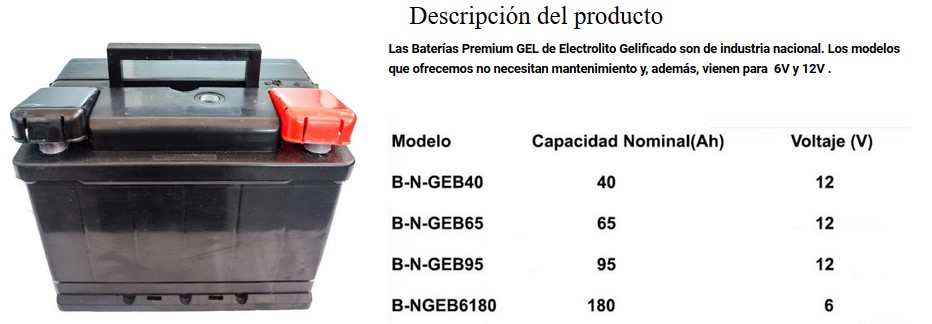 Descripción del producto
Las Baterías Premium GEL de Electrolito Gelificado son de industria nacional. Los modelos
que ofrecemos no necesitan mantenimiento y, además, vienen para 6V y 12V .
Modelo Capacidad Nominal(Ah) Voltaje (V)
B-N-GEB40 40 12
B-N-GEB65 65 12
B-N-GEB95 95 12
B-NGEB6180 180 6